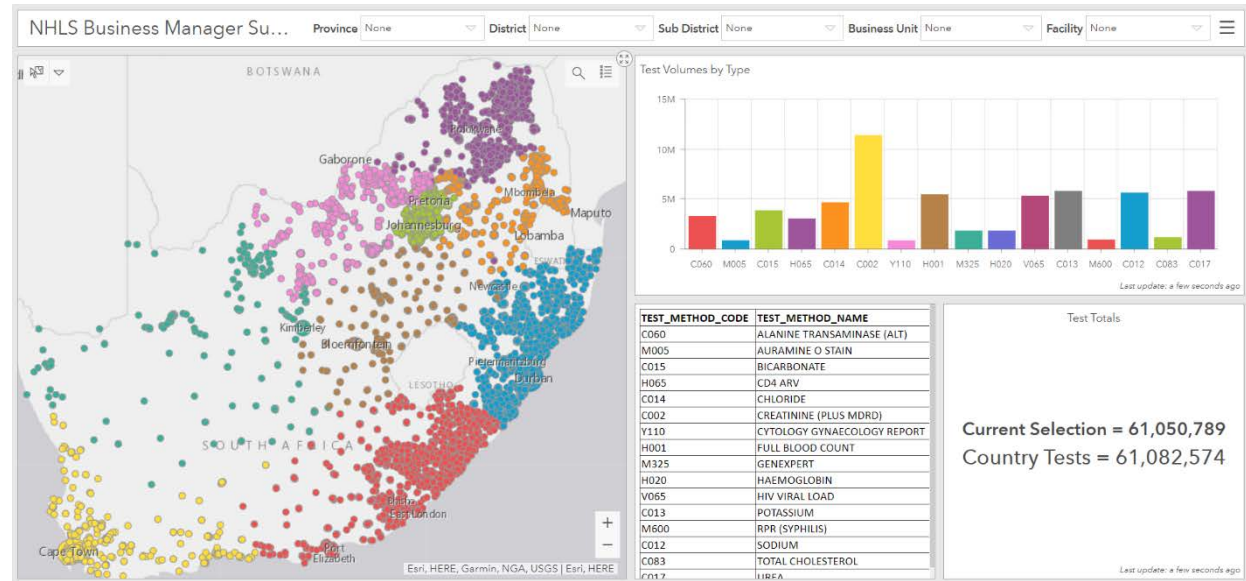 NHLS Business Manager Su...
Province None
District None
Sub District None
Business Unit None
Facility None
BOTSWANA
Polokwane
Gaborone
Mbombela
Pretoria
Maputo
Johannesburg
Lobamba
ESWATI
Newcastle
Kimberley
Bloemfontein
Pietermaritzburg
Durban
LESOTHO
SOUTH AFRICA
East London
Cape Town
Port
Elizabeth
Esri, HERE, Garmin, NGA, USGS | Esri, HERE
Test Volumes by Type
15M
10M
5M
0
C060 M005 C015 H065 C014 C002 Y110 H001 M325 H020 V065 C013 M600 C012 C083 C017
Last update: a few seconds ago
TEST_METHOD_CODE TEST_METHOD_NAME
C060 ALANINE TRANSAMINASE (ALT)
M005 AURAMINE O STAIN
C015 BICARBONATE
H065 CD4 ARV
C014 CHLORIDE
C002 CREATININE (PLUS MDRD)
Y110 CYTOLOGY GYNAECOLOGY REPORT
H001 FULL BLOOD COUNT
M325 GENEXPERT
H020 HAEMOGLOBIN
V065 HIV VIRAL LOAD
C013 POTASSIUM
M600 RPR (SYPHILIS)
C012 SODIUM
C083 TOTAL CHOLESTEROL
C017 UREA
Test Totals
Current Selection = 61,050,789
Country Tests = 61,082,574
Last update: a few seconds ago